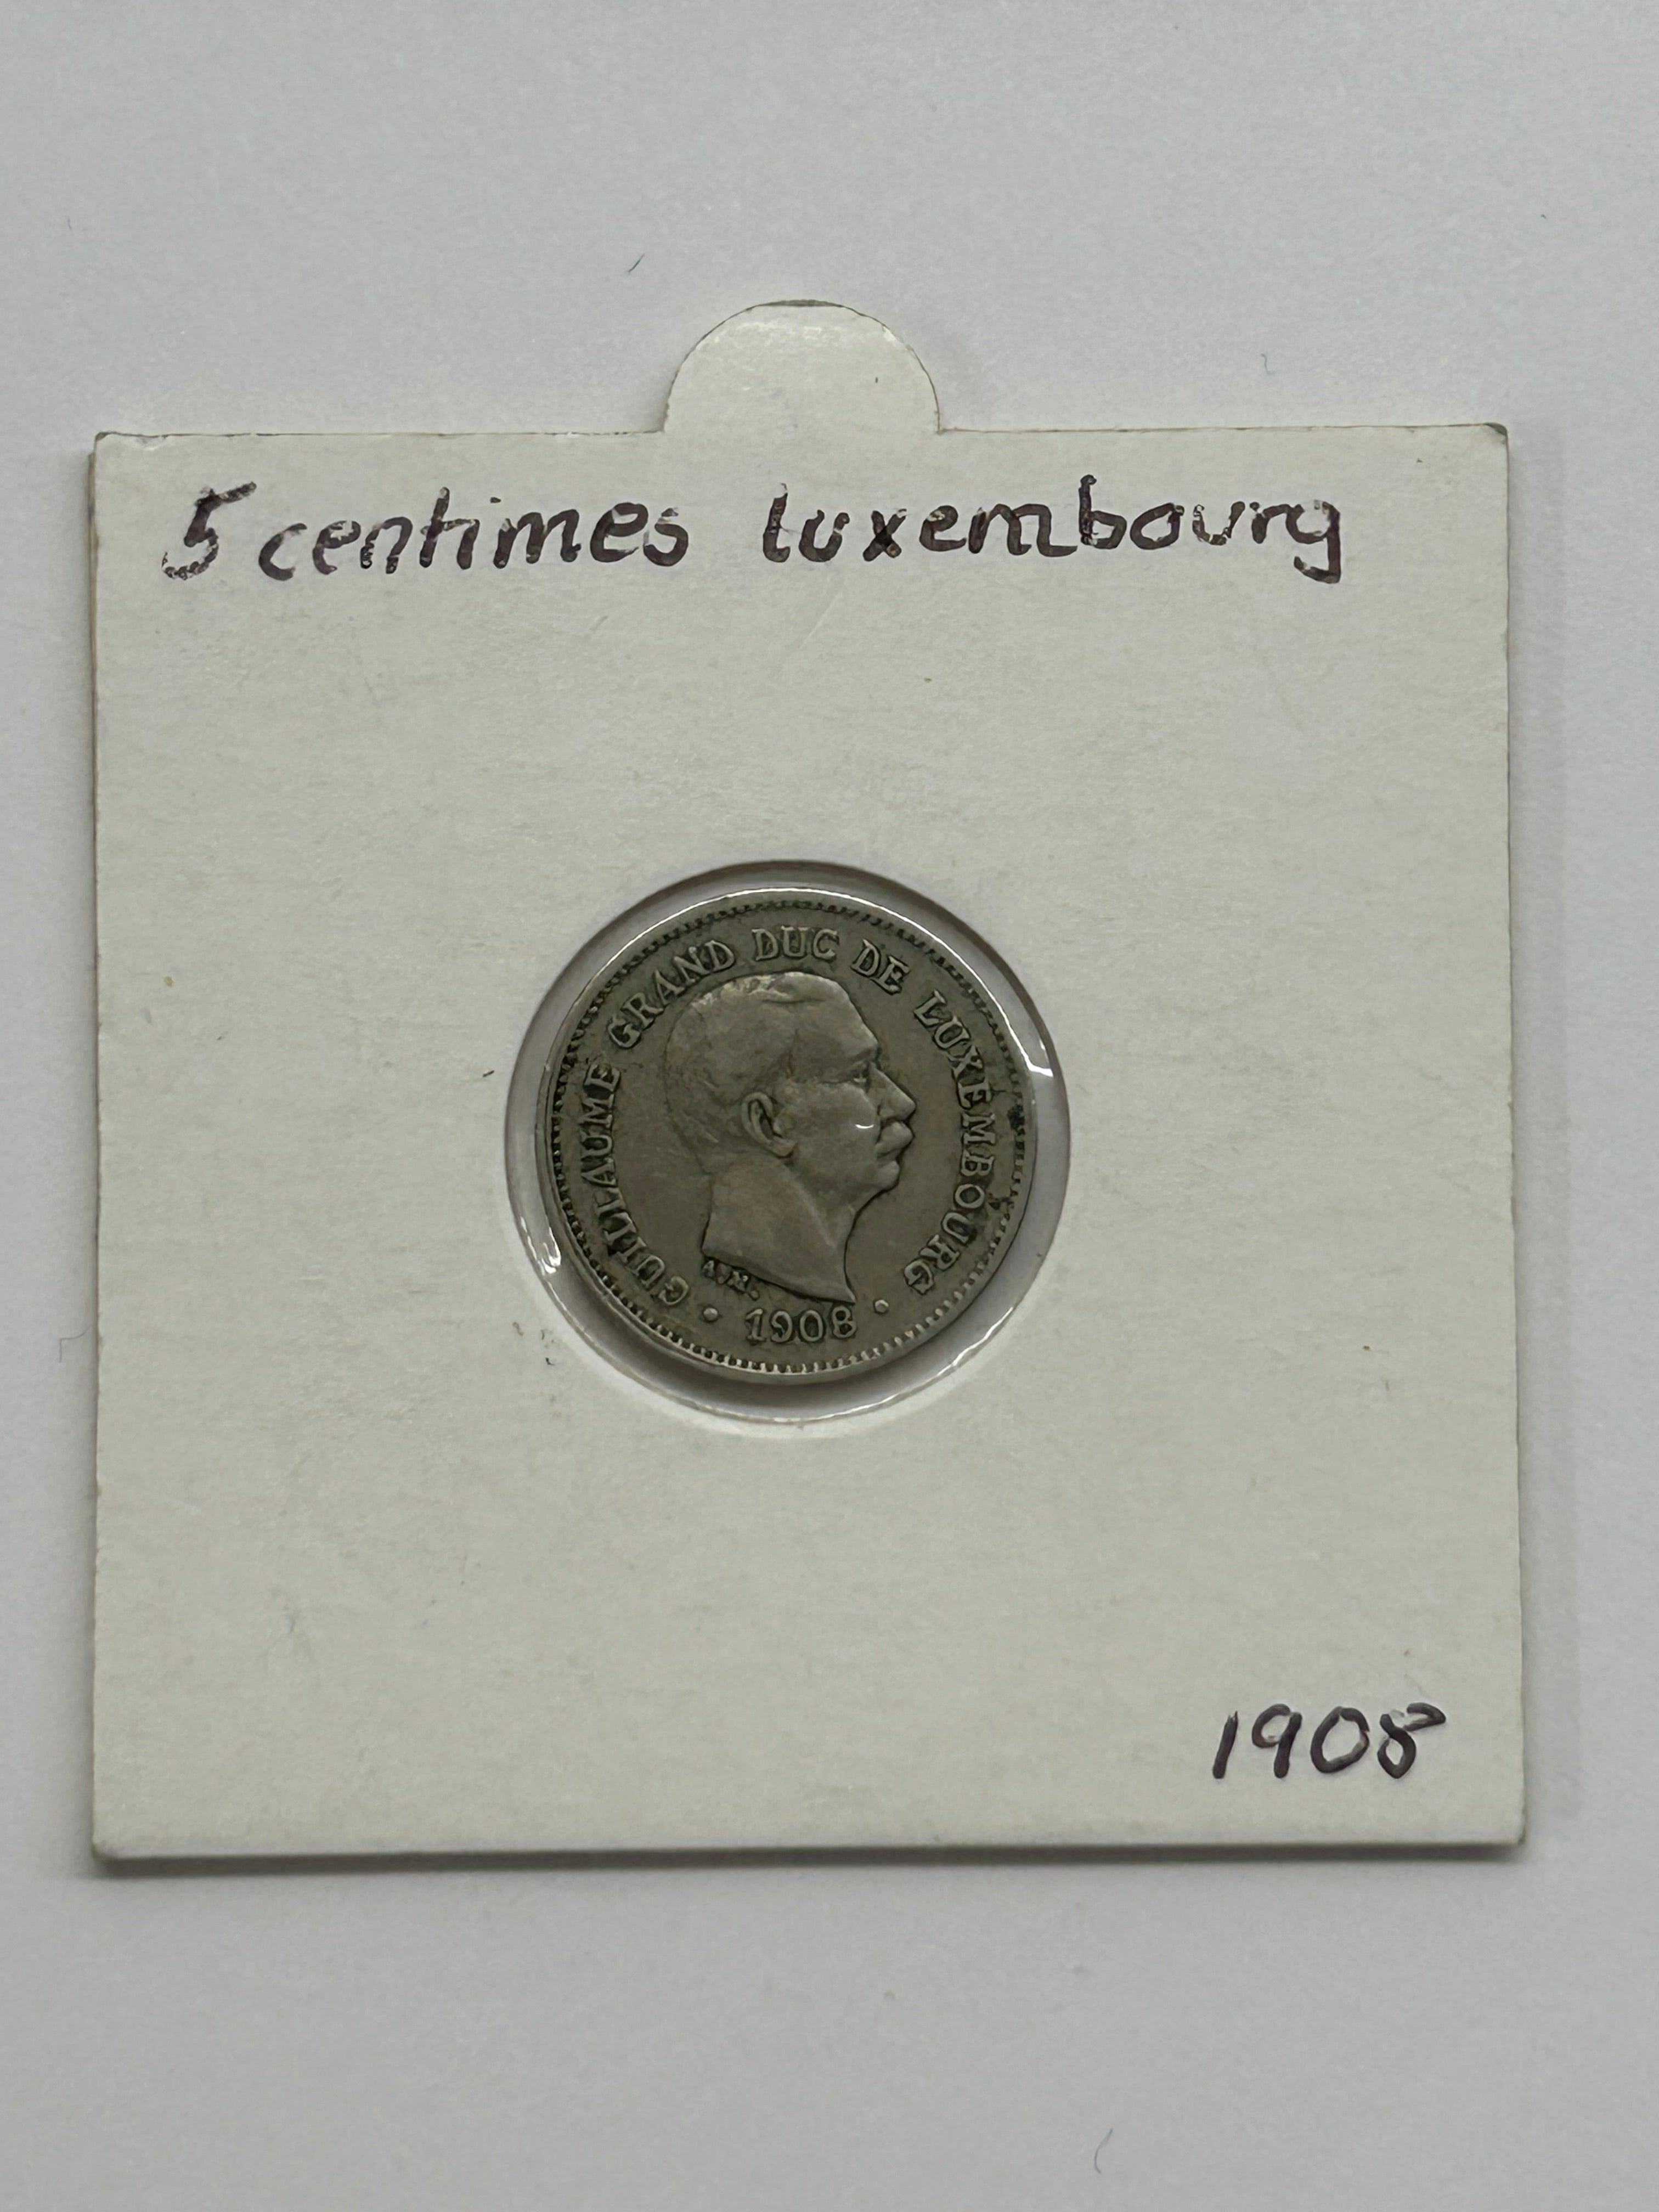 5 centimes luxembourg
GUILLAUME GRAND DUC DE LUXEMBOURG
A.M.
• 1908 •
1908